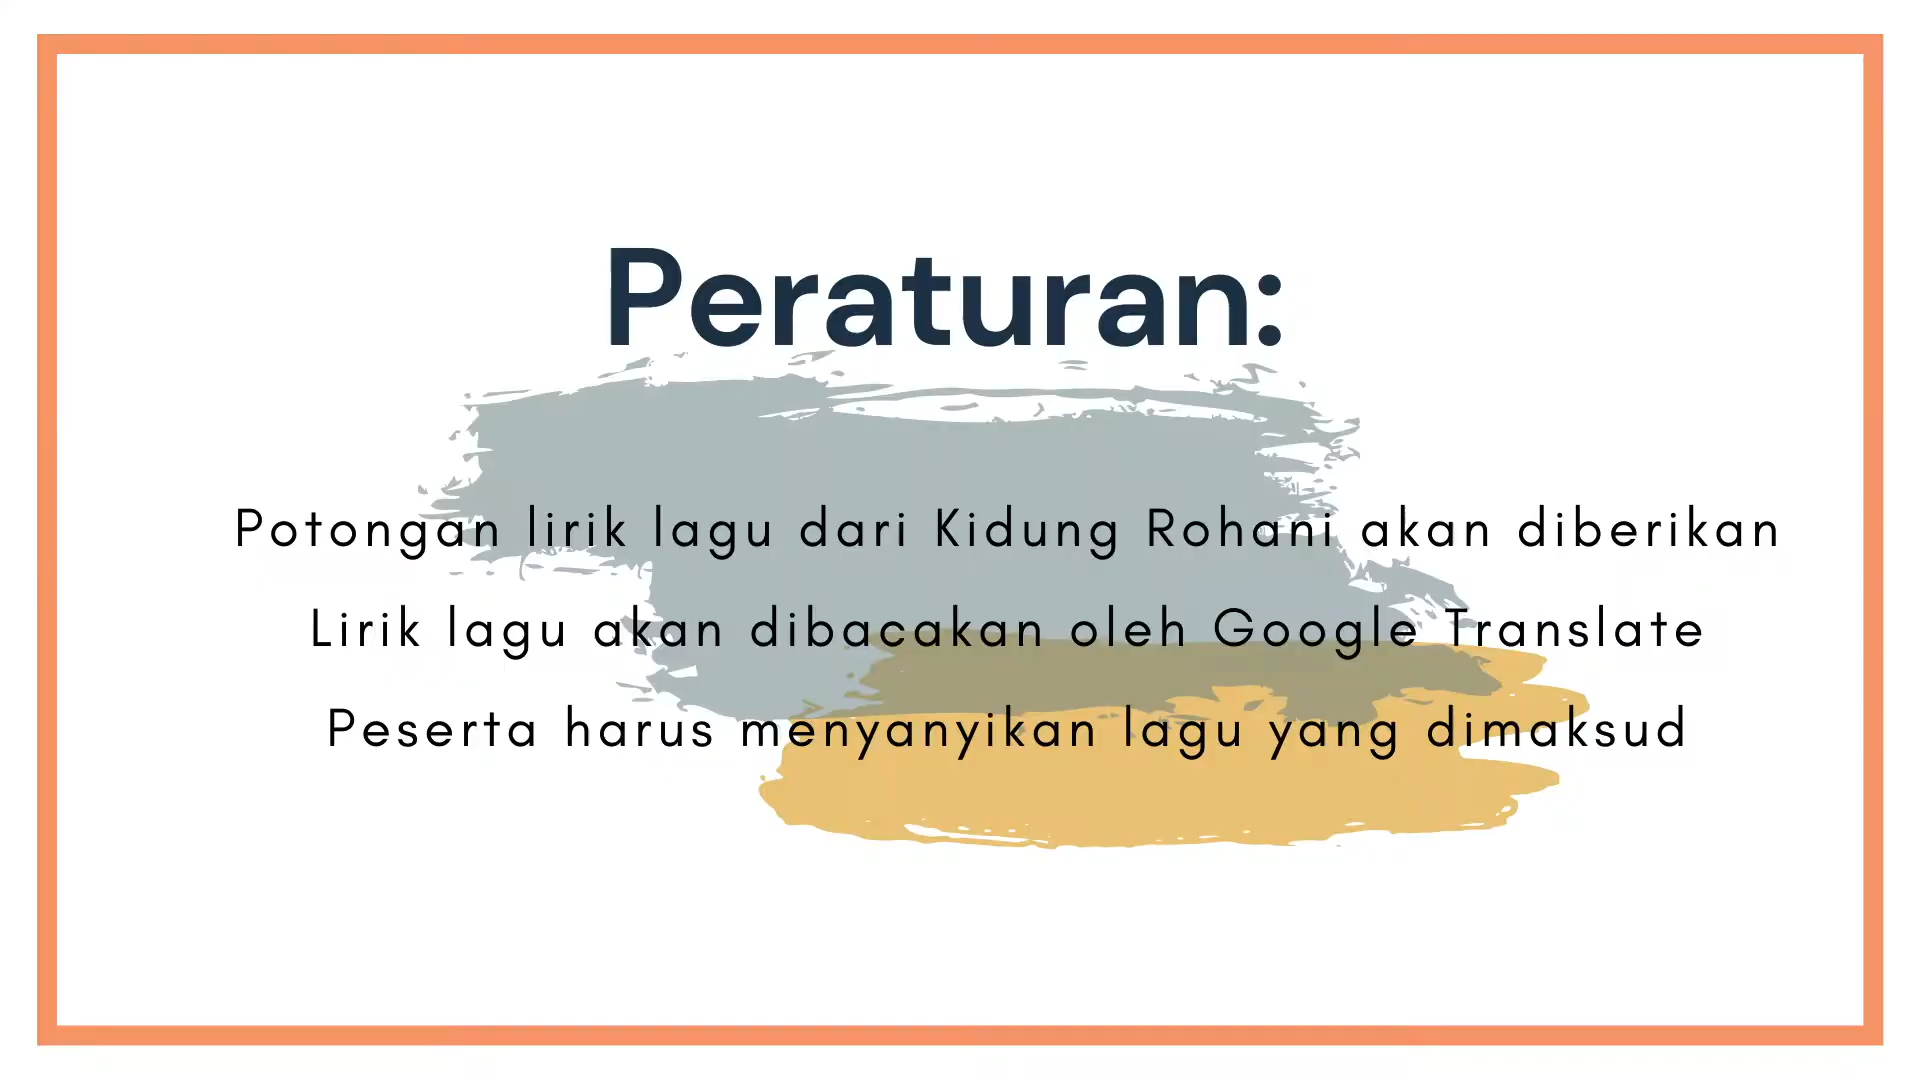 Peraturan:
Potongan lirik lagu dari Kidung Rohani akan diberikan
Lirik lagu akan dibacakan oleh Google Translate
Peserta harus menyanyikan lagu yang dimaksud